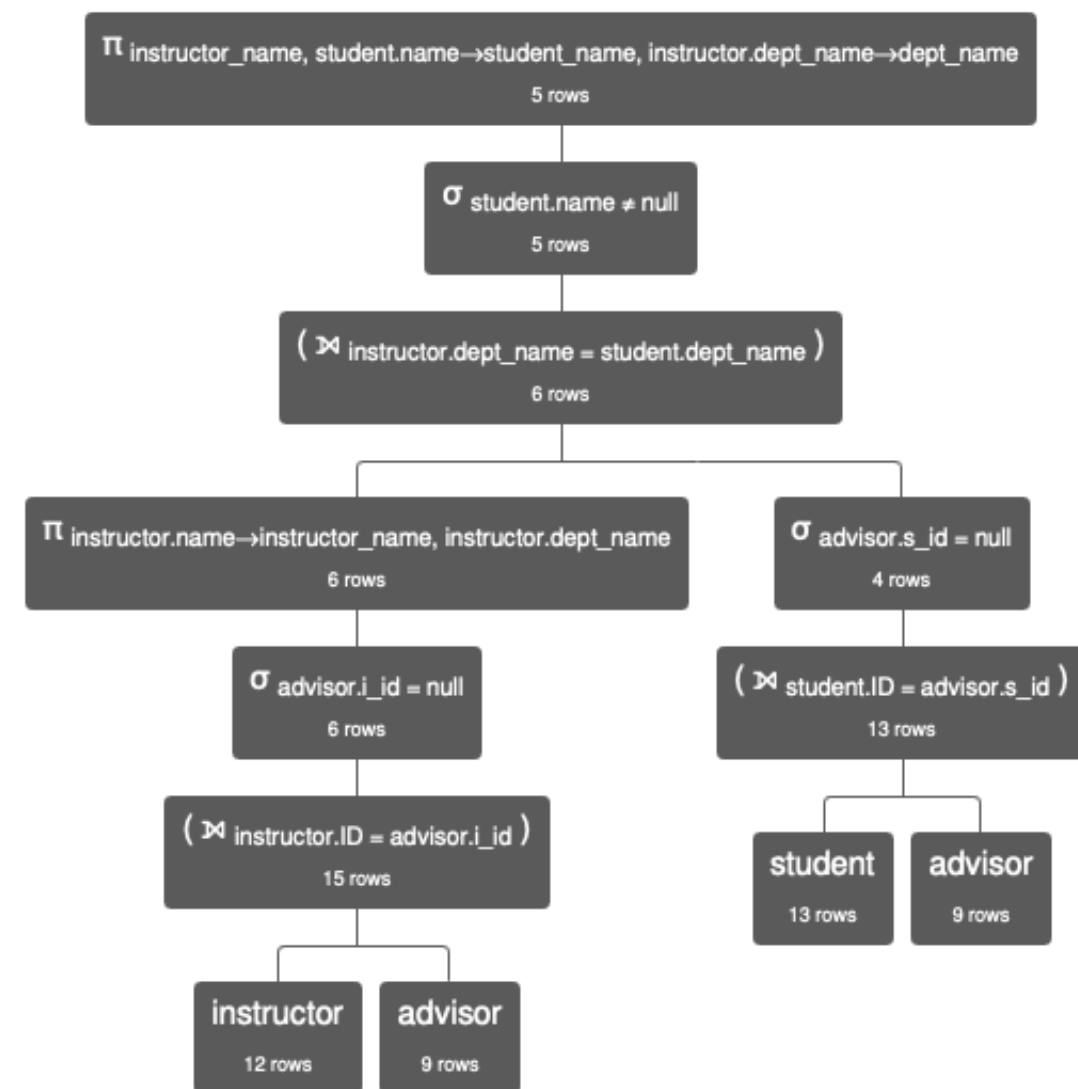 π instructor_name, student.name→student_name, instructor.dept_name→dept_name
5 rows
σ student.name ≠ null
5 rows
( ⟕ instructor.dept_name = student.dept_name )
6 rows
π instructor.name→instructor_name, instructor.dept_name
6 rows
σ advisor.s_id = null
4 rows
σ advisor.i_id = null
6 rows
( ⟕ student.ID = advisor.s_id )
13 rows
( ⟕ instructor.ID = advisor.i_id )
15 rows
student
13 rows
advisor
9 rows
instructor
12 rows
advisor
9 rows